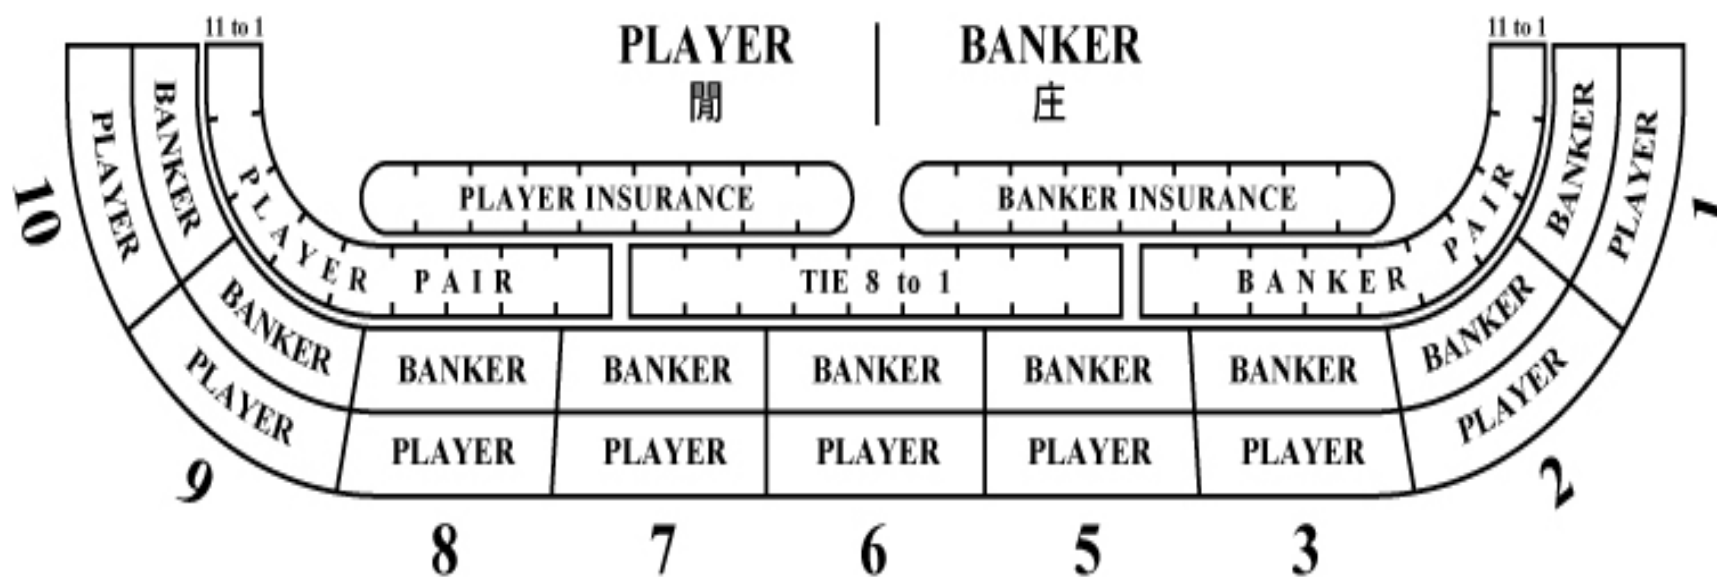 11 to 1
PLAYER
BANKER
11 to 1
閒
庄
PLAYER
BANKER
PLAYER INSURANCE
BANKER INSURANCE
BANKER
PLAYER
10
1
PLAYER PAIR
TIE 8 to 1
BANKER PAIR
BANKER
BANKER
BANKER
BANKER
BANKER
BANKER
BANKER
PLAYER
PLAYER
PLAYER
PLAYER
PLAYER
PLAYER
PLAYER
9
8
7
6
5
3
2